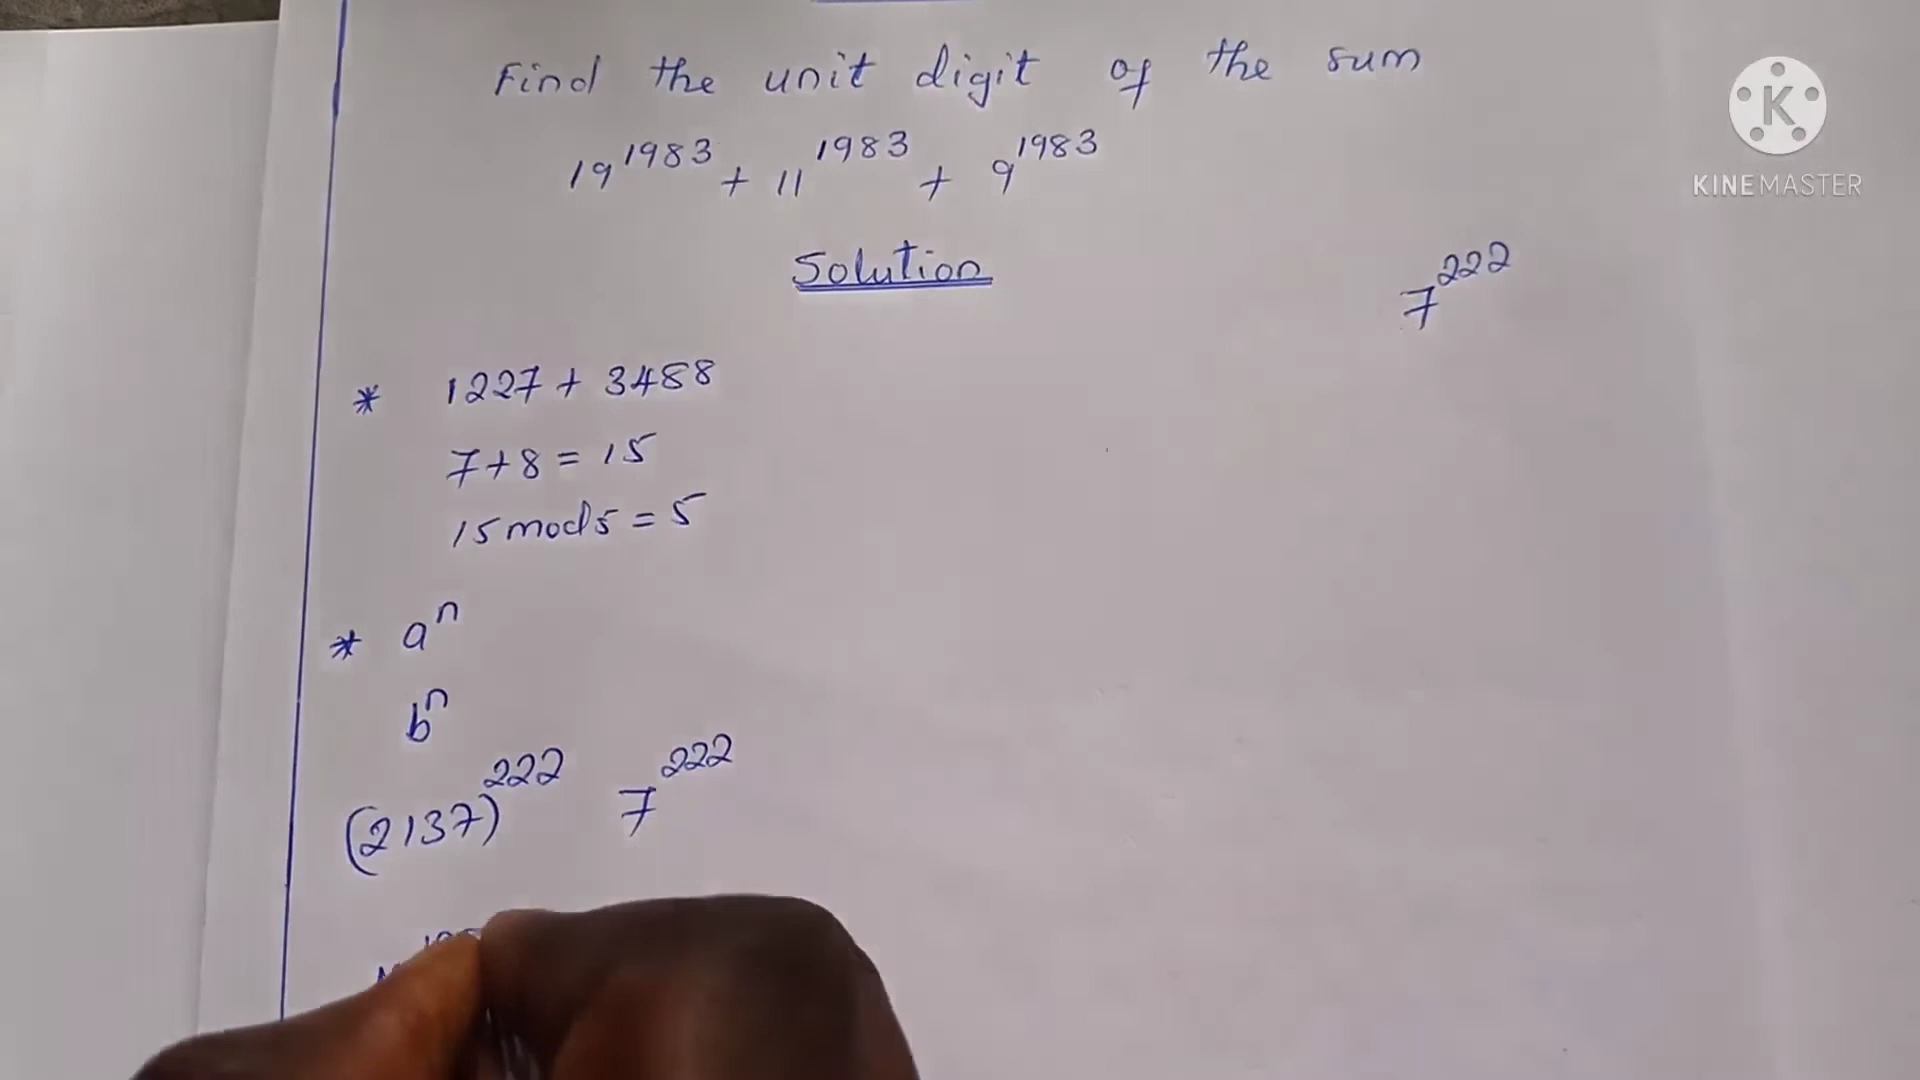 Find the unit digit of the sum
19^1983 + 11^1983 + 9^1983
KINEMASTER
Solution
7^222
* 1227 + 3488
7+8 = 15
15 mod 5 = 5
* a^n
b^n
(2137)^222 7^222